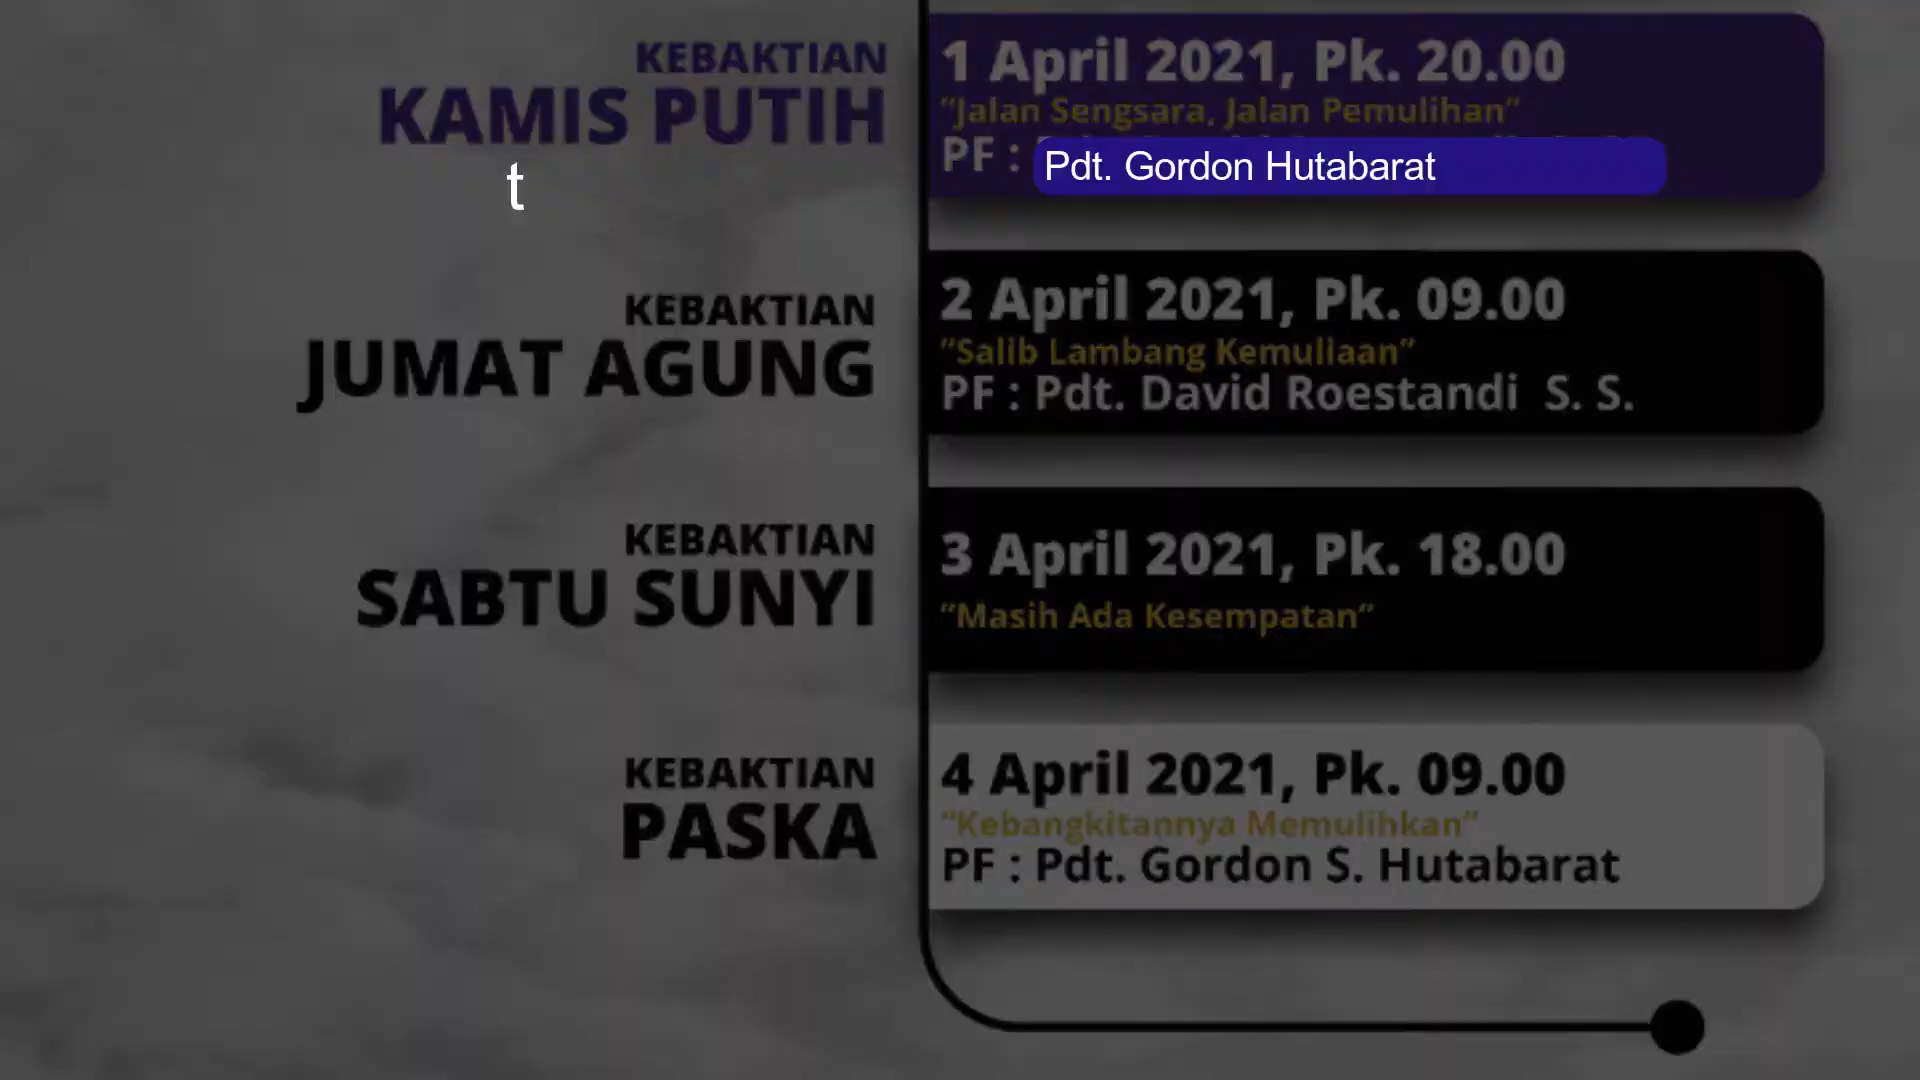 KEBAKTIAN
KAMIS PUTIH
1 April 2021, Pk. 20.00
“Jalan Sengsara, Jalan Pemulihan”
PF : Pdt. Gordon Hutabarat
t
KEBAKTIAN
JUMAT AGUNG
2 April 2021, Pk. 09.00
“Salib Lambang Kemuliaan”
PF : Pdt. David Roestandi S. S.
KEBAKTIAN
SABTU SUNYI
3 April 2021, Pk. 18.00
“Masih Ada Kesempatan”
KEBAKTIAN
PASKA
4 April 2021, Pk. 09.00
“Kebangkitannya Memulihkan”
PF : Pdt. Gordon S. Hutabarat